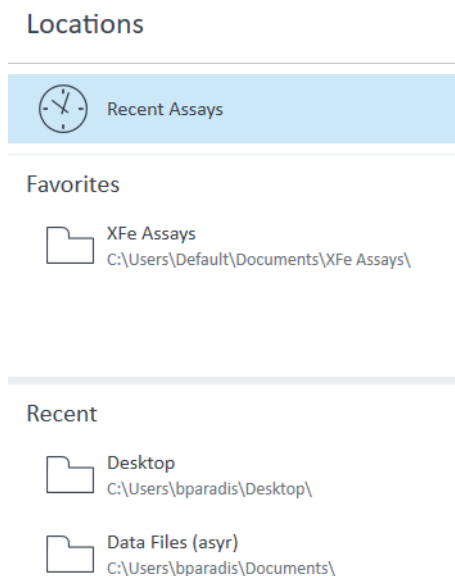 Locations
Recent Assays
Favorites
XFe Assays
C:\Users\Default\Documents\XFe Assays\
Recent
Desktop
C:\Users\bparadis\Desktop\
Data Files (asyr)
C:\Users\bparadis\Documents\